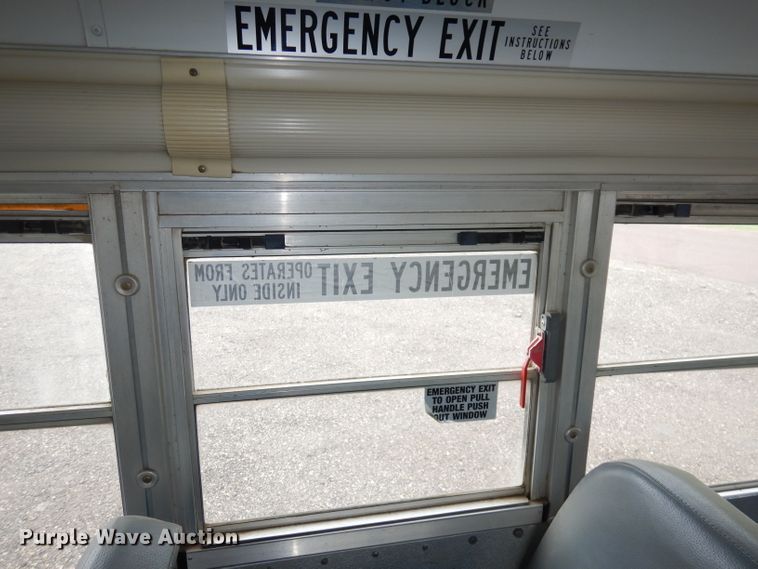 BLOCK
EMERGENCY EXIT
SEE
INSTRUCTIONS
BELOW
EMERGENCY EXIT
OPERATES FROM
INSIDE ONLY
EMERGENCY EXIT
TO OPEN PULL
HANDLE PUSH
OUT WINDOW
Purple Wave Auction